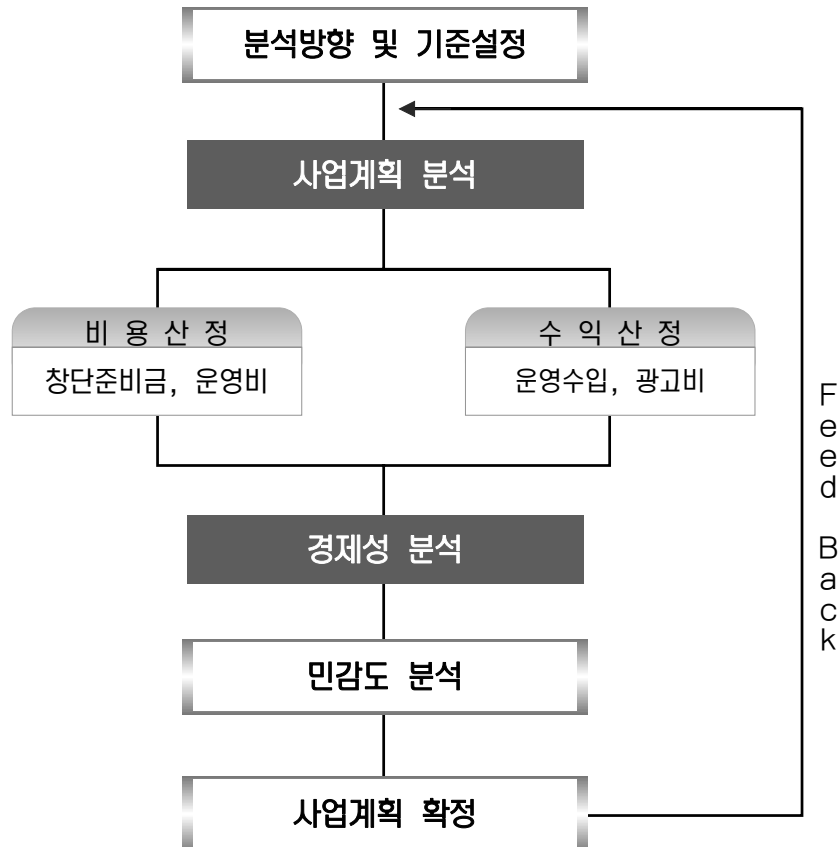 분석방향 및 기준설정
사업계획 분석
비 용 산 정
창단준비금, 운영비
수 익 산 정
운영수입, 광고비
Feed Back
경제성 분석
민감도 분석
사업계획 확정